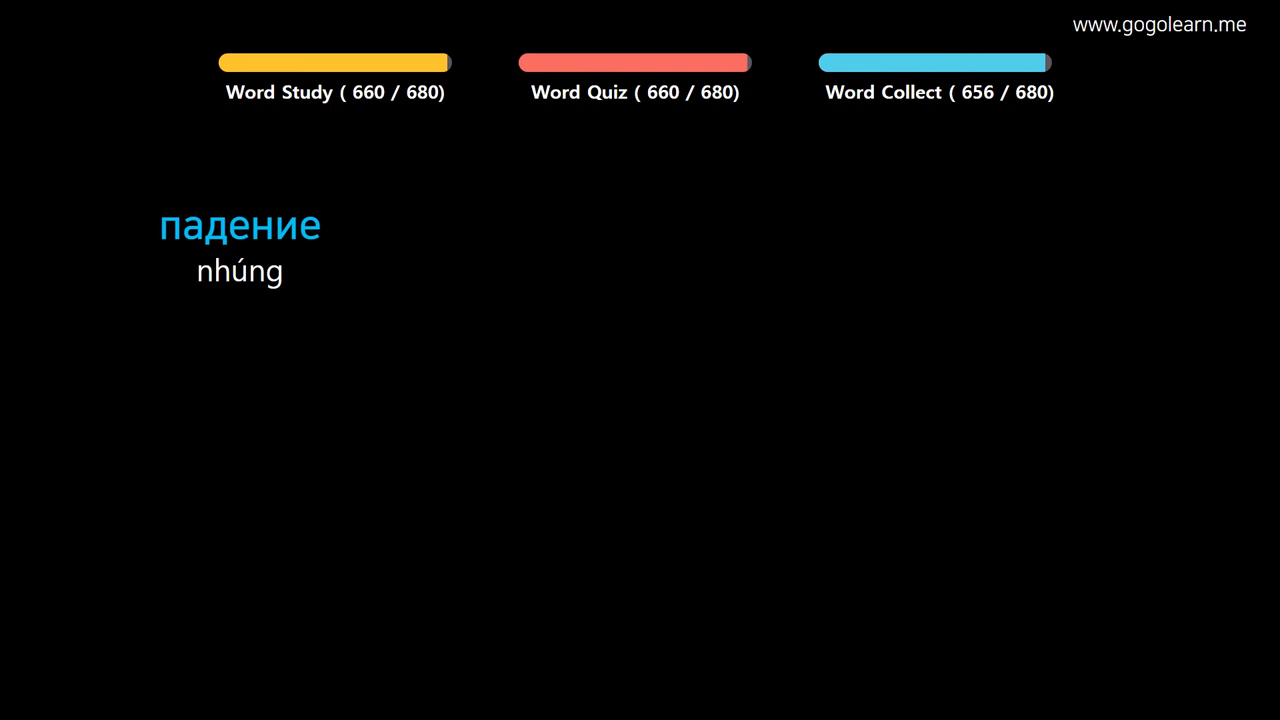 www.gogolearn.me
Word Study ( 660 / 680)
Word Quiz ( 660 / 680)
Word Collect ( 656 / 680)
падение
nhúng